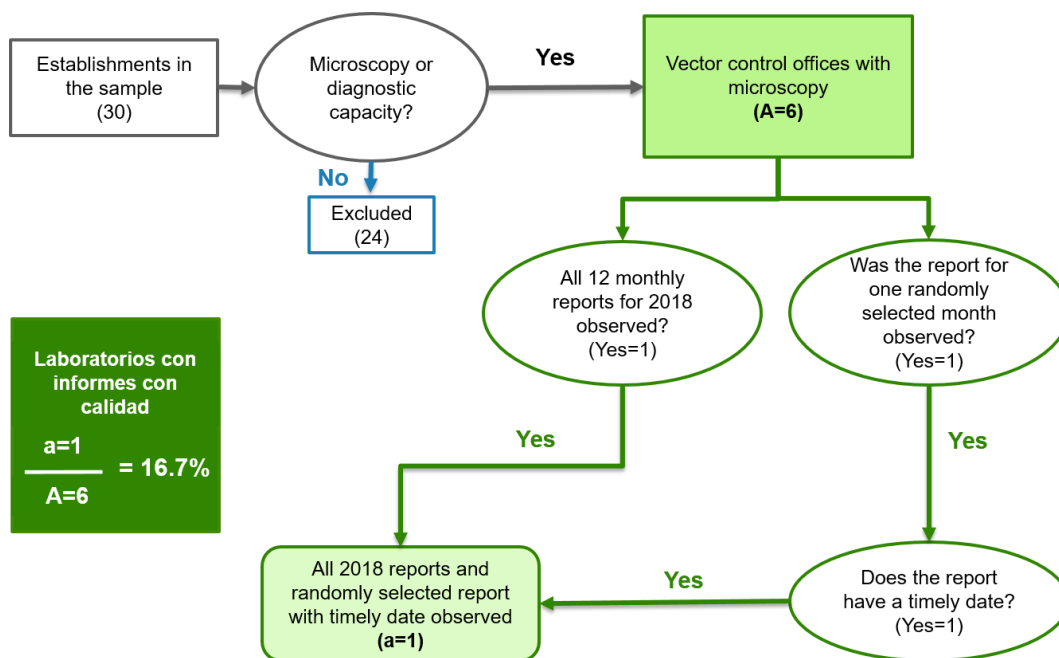 Establishments in
the sample
(30)
Microscopy or
diagnostic
capacity?
Yes
Vector control offices with
microscopy
(A=6)
No
Excluded
(24)
All 12 monthly
reports for 2018
observed?
(Yes=1)
Was the report for
one randomly
selected month
observed?
(Yes=1)
Laboratorios con
informes con
calidad
a=1
A=6
= 16.7%
Yes
Yes
All 2018 reports and
randomly selected report
with timely date observed
(a=1)
Yes
Does the report
have a timely date?
(Yes=1)